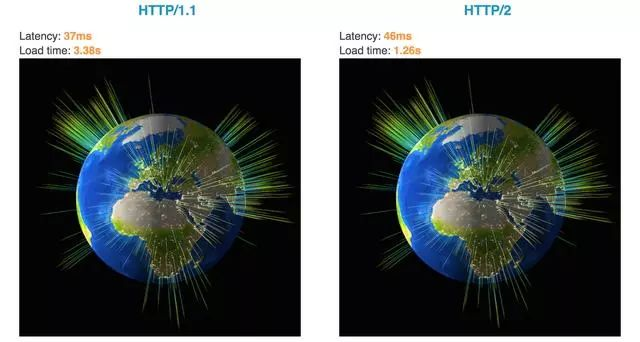 HTTP/1.1
Latency: 37ms
Load time: 3.38s
HTTP/2
Latency: 46ms
Load time: 1.26s